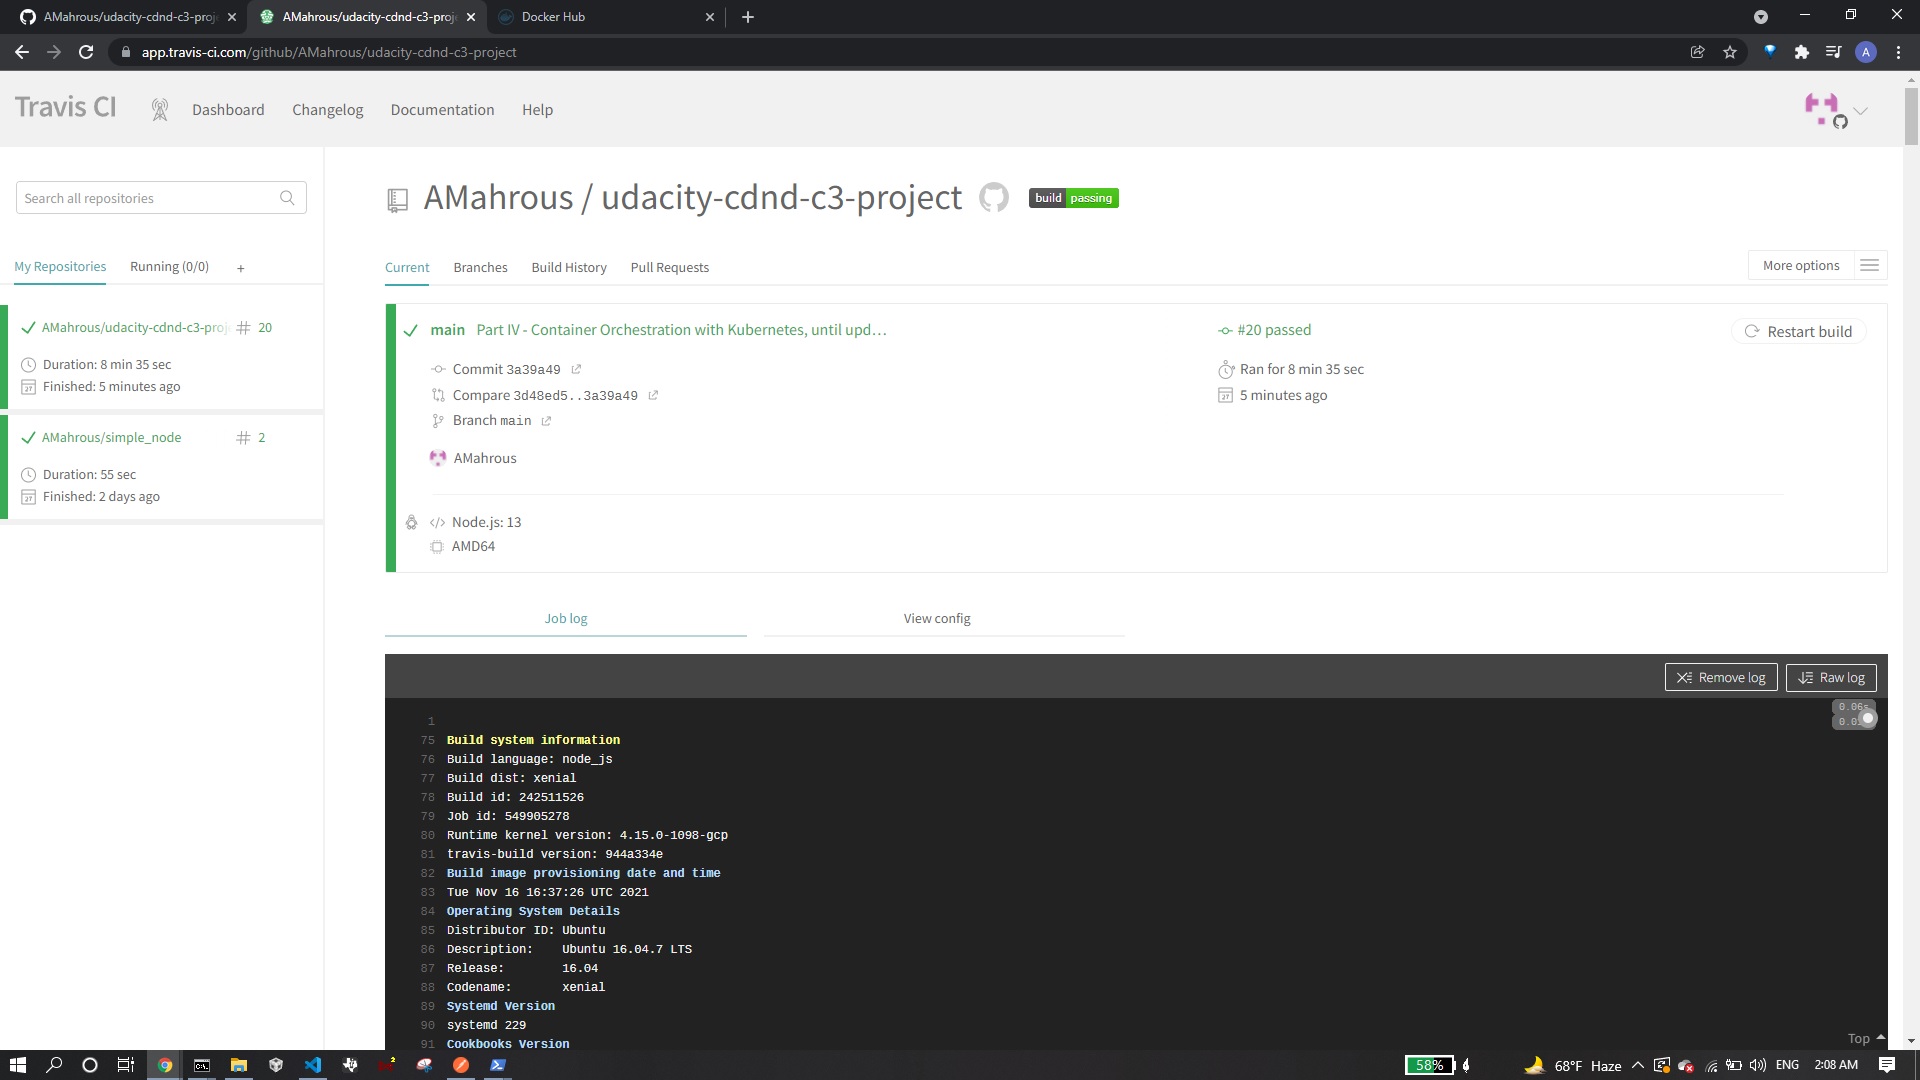 AMahrous/udacity-cdnd-c3-proje
AMahrous/udacity-cdnd-c3-proje
Docker Hub
app.travis-ci.com/github/AMahrous/udacity-cdnd-c3-project
A
Travis CI
Dashboard
Changelog
Documentation
Help
Search all repositories
My Repositories
Running (0/0)
+
AMahrous/udacity-cdnd-c3-proj
# 20
Duration: 8 min 35 sec
Finished: 5 minutes ago
AMahrous/simple_node
# 2
Duration: 55 sec
Finished: 2 days ago
AMahrous / udacity-cdnd-c3-project
build passing
Current
Branches
Build History
Pull Requests
More options
main Part IV - Container Orchestration with Kubernetes, until upd…
#20 passed
Restart build
Commit 3a39a49
Ran for 8 min 35 sec
Compare 3d48ed5..3a39a49
5 minutes ago
Branch main
AMahrous
Node.js: 13
AMD64
Job log
View config
Remove log
Raw log
0.06s
1
75 Build system information
76 Build language: node_js
77 Build dist: xenial
78 Build id: 242511526
79 Job id: 549905278
80 Runtime kernel version: 4.15.0-1098-gcp
81 travis-build version: 944a334e
82 Build image provisioning date and time
83 Tue Nov 16 16:37:26 UTC 2021
84 Operating System Details
85 Distributor ID: Ubuntu
86 Description: Ubuntu 16.04.7 LTS
87 Release: 16.04
88 Codename: xenial
89 Systemd Version
90 systemd 229
91 Cookbooks Version
Top
58%
68°F Haze
ENG
2:08 AM